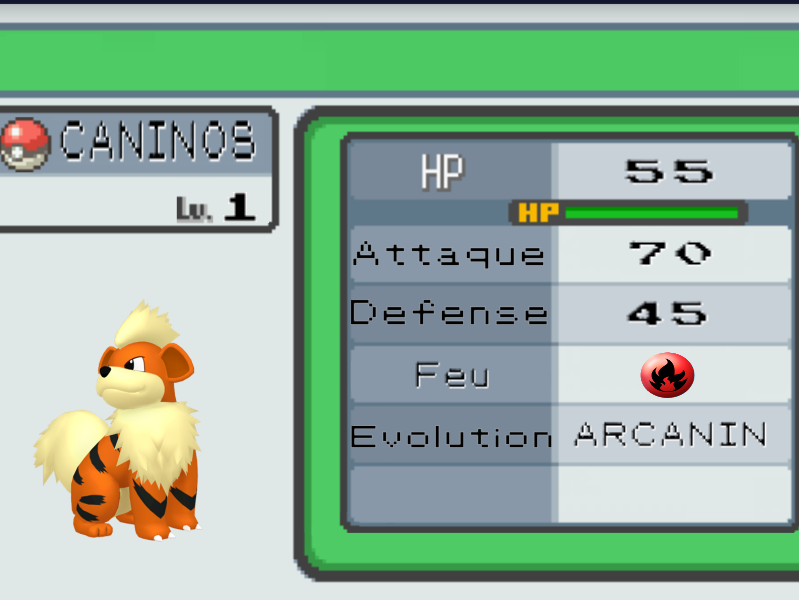 CANINOS
Lv. 1
HP 55
HP
Attaque 70
Defense 45
Feu
Evolution ARCANIN